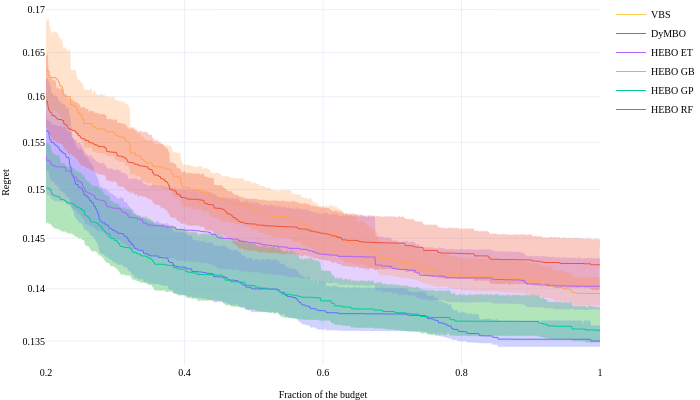 0.17
0.165
0.16
0.155
0.15
0.145
0.14
0.135
Regret
0.2
0.4
0.6
0.8
1
Fraction of the budget
VBS
DyMBO
HEBO ET
HEBO GB
HEBO GP
HEBO RF